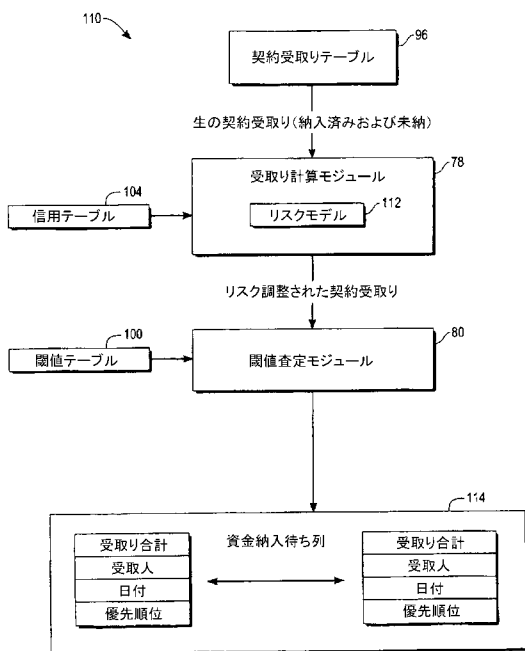 110
96
契約受取りテーブル
生の契約受取り(納入済みおよび未納)
78
受取り計算モジュール
104
信用テーブル
112
リスクモデル
リスク調整された契約受取り
100
閾値テーブル
80
閾値査定モジュール
114
資金納入待ち列
受取り合計
受取人
日付
優先順位
受取り合計
受取人
日付
優先順位